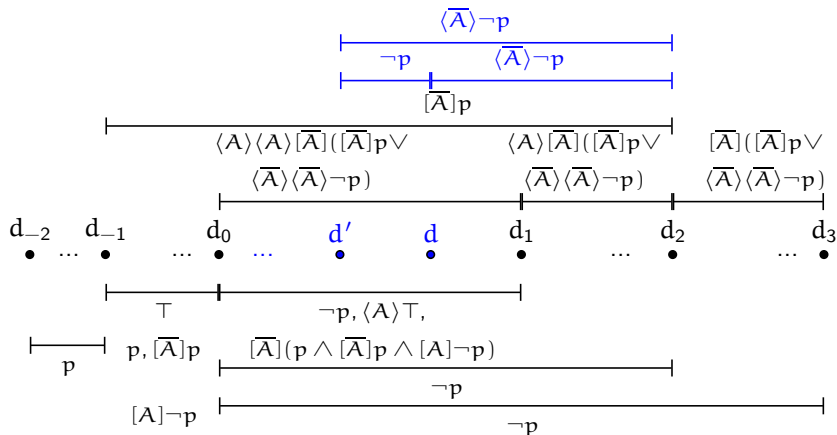 ⟨A̅⟩¬p
¬p ⟨A̅⟩¬p
[A̅]p
⟨A⟩⟨A⟩[A̅]([A̅]p∨ ⟨A⟩[A̅]([A̅]p∨ [A̅]([A̅]p∨
⟨A̅⟩⟨A̅⟩¬p) ⟨A̅⟩⟨A̅⟩¬p) ⟨A̅⟩⟨A̅⟩¬p)
d₋₂ d₋₁ d₀ d′ d d₁ d₂ d₃
... ... ... ... ...
⊤ ¬p, ⟨A⟩⊤,
p p, [A̅]p [A̅](p ∧ [A̅]p ∧ [A]¬p)
¬p
[A]¬p ¬p